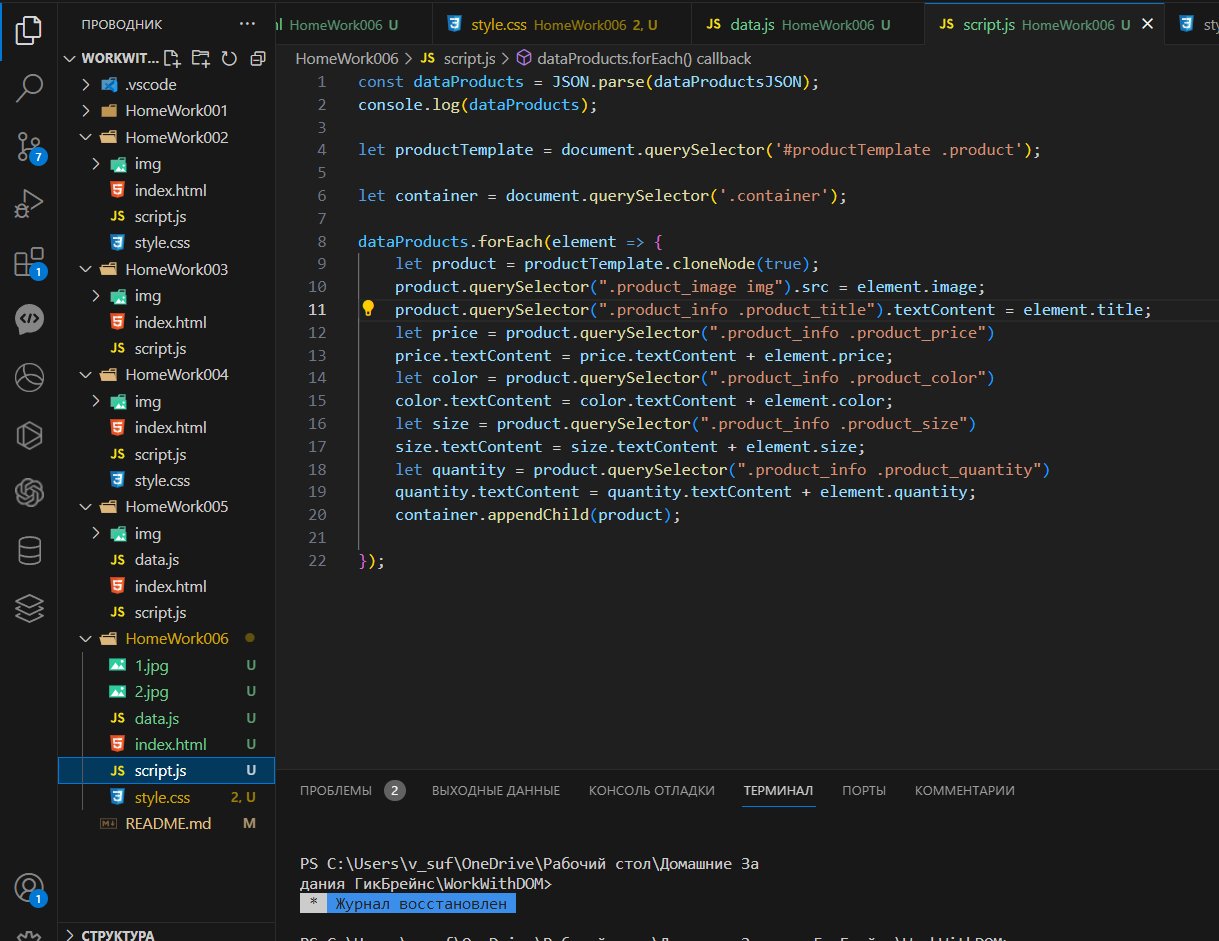 ПРОВОДНИК ···
WORKWIT...
.vscode
HomeWork001
HomeWork002
img
index.html
JS script.js
style.css
HomeWork003
img
index.html
JS script.js
HomeWork004
img
index.html
JS script.js
style.css
HomeWork005
img
JS data.js
index.html
JS script.js
HomeWork006
1.jpg U
2.jpg U
JS data.js U
index.html U
JS script.js U
style.css 2, U
README.md M
СТРУКТУРА
7
1
1
HomeWork006 U
style.css HomeWork006 2, U
JS data.js HomeWork006 U
JS script.js HomeWork006 U
HomeWork006 > JS script.js > dataProducts.forEach() callback
1 const dataProducts = JSON.parse(dataProductsJSON);
2 console.log(dataProducts);
3
4 let productTemplate = document.querySelector('#productTemplate .product');
5
6 let container = document.querySelector('.container');
7
8 dataProducts.forEach(element => {
9 let product = productTemplate.cloneNode(true);
10 product.querySelector(".product_image img").src = element.image;
11 product.querySelector(".product_info .product_title").textContent = element.title;
12 let price = product.querySelector(".product_info .product_price")
13 price.textContent = price.textContent + element.price;
14 let color = product.querySelector(".product_info .product_color")
15 color.textContent = color.textContent + element.color;
16 let size = product.querySelector(".product_info .product_size")
17 size.textContent = size.textContent + element.size;
18 let quantity = product.querySelector(".product_info .product_quantity")
19 quantity.textContent = quantity.textContent + element.quantity;
20 container.appendChild(product);
21
22 });
ПРОБЛЕМЫ 2 ВЫХОДНЫЕ ДАННЫЕ КОНСОЛЬ ОТЛАДКИ ТЕРМИНАЛ ПОРТЫ КОММЕНТАРИИ
PS C:\Users\v_suf\OneDrive\Рабочий стол\Домашние За
дания ГикБрейнс\WorkWithDOM>
* Журнал восстановлен